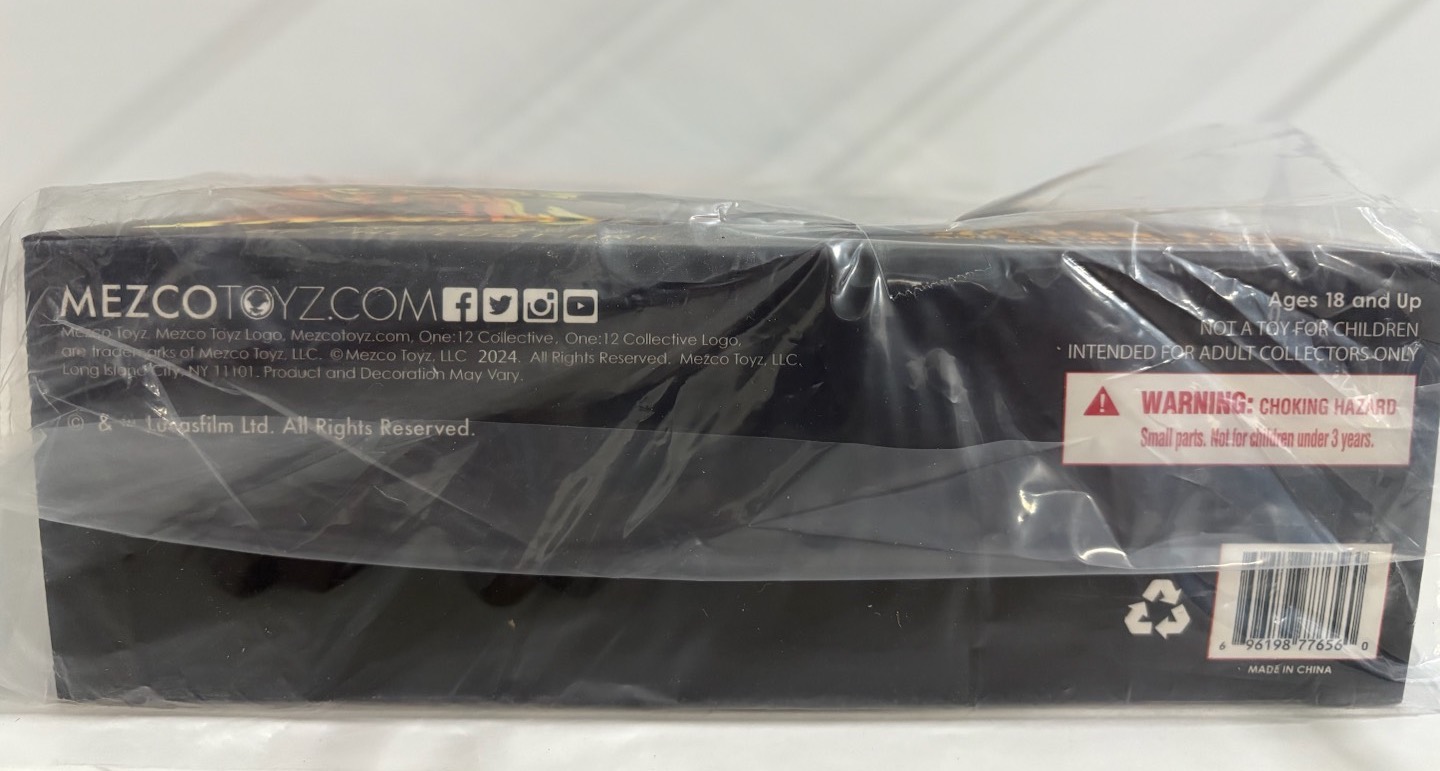 MEZCOTOYZ.COM
Mezco Toyz, Mezco Toyz Logo, Mezcotoyz.com, One:12 Collective, One:12 Collective Logo,
are trademarks of Mezco Toyz, LLC. ©Mezco Toyz, LLC 2024. All Rights Reserved. Mezco Toyz, LLC,
Long Island City, NY 11101. Product and Decoration May Vary.
© & ™ Lucasfilm Ltd. All Rights Reserved.
Ages 18 and Up
NOT A TOY FOR CHILDREN
INTENDED FOR ADULT COLLECTORS ONLY
WARNING: CHOKING HAZARD
Small parts. Not for children under 3 years.
6 96198 77656 0
MADE IN CHINA